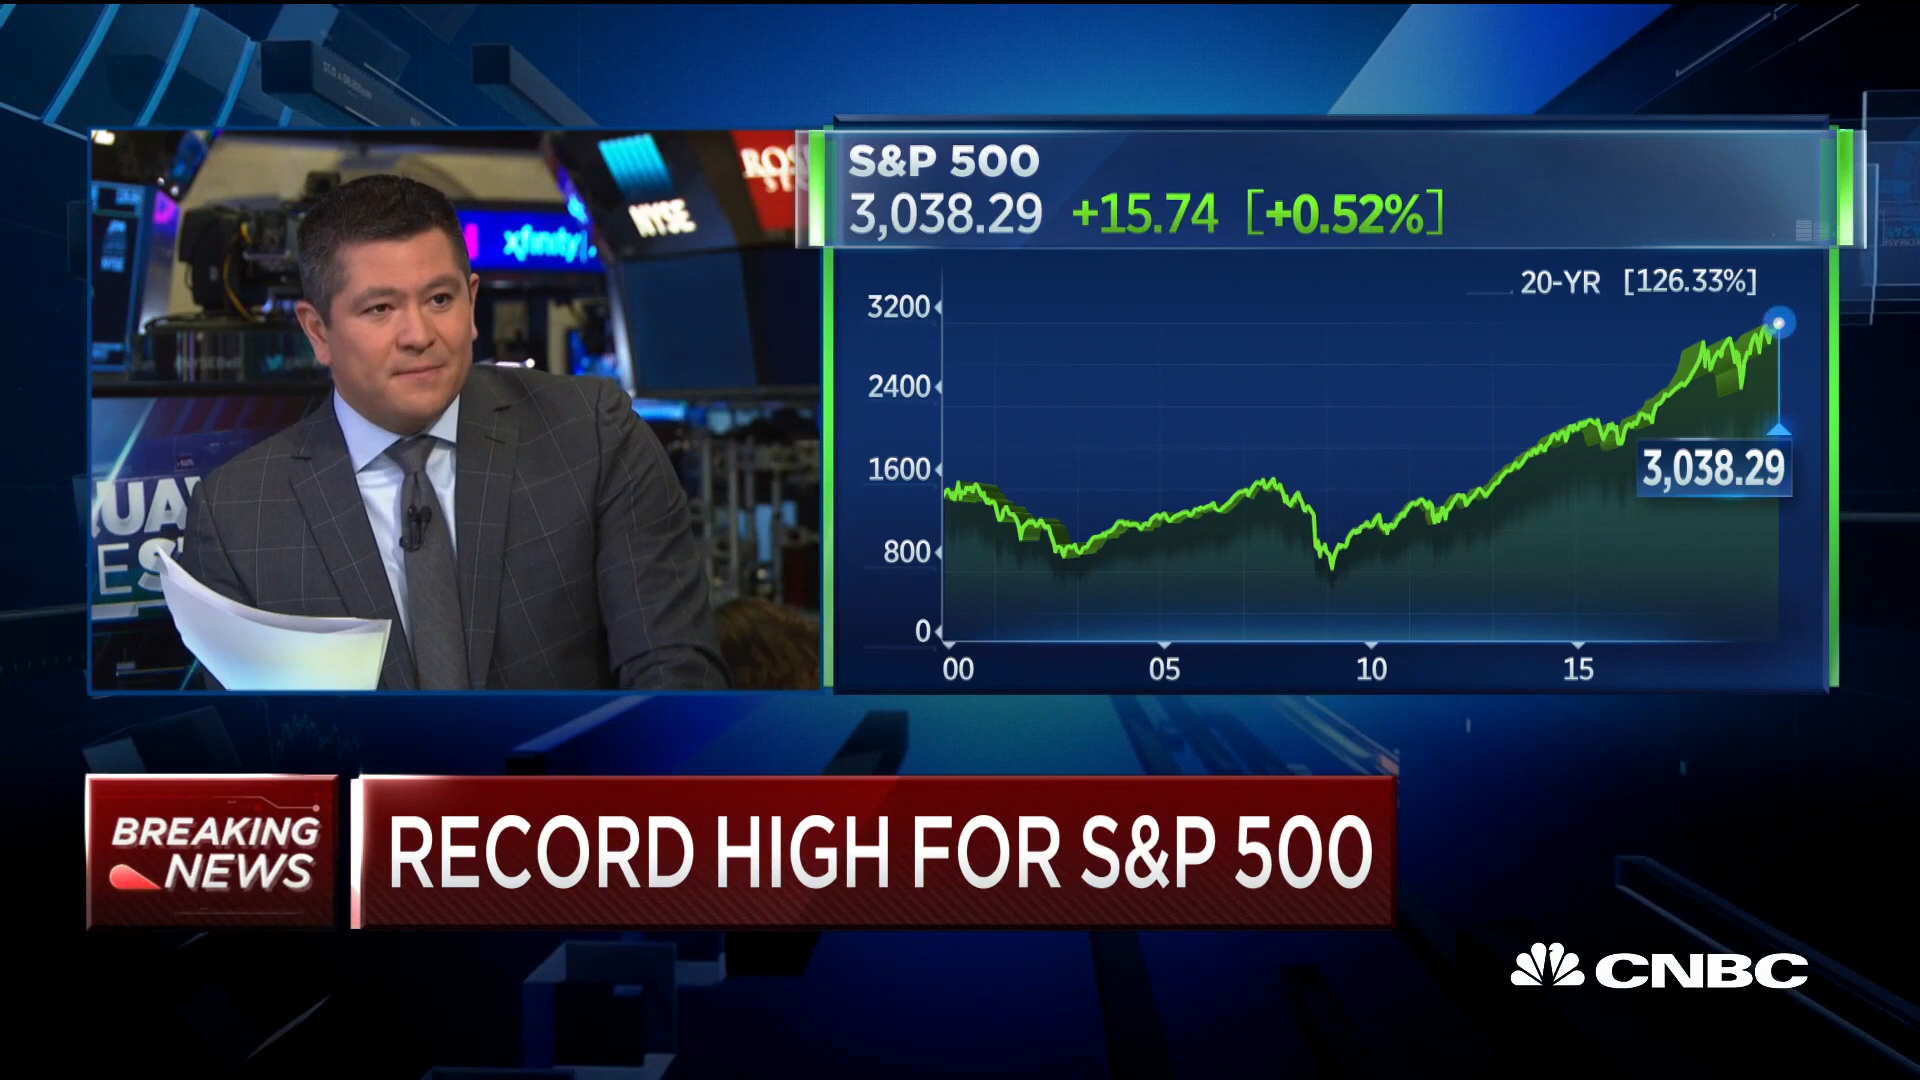 S&P 500
3,038.29 +15.74 [+0.52%]
20-YR [126.33%]
3200
2400
1600
800
0
3,038.29
00 05 10 15
NYSE
xfinity
BREAKING
NEWS
RECORD HIGH FOR S&P 500
CNBC